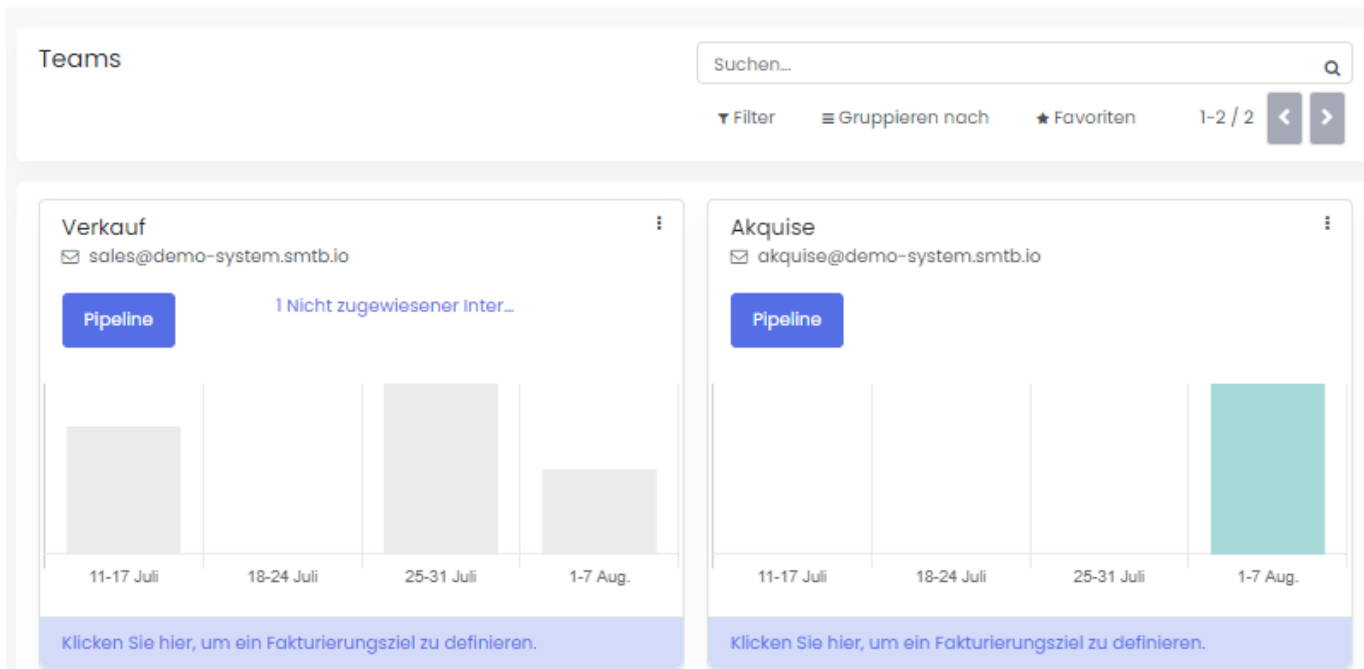 Teams
Suchen...
Filter
Gruppieren nach
Favoriten
1-2 / 2
Verkauf
sales@demo-system.smtb.io
Pipeline
1 Nicht zugewiesener Inter...
11-17 Juli
18-24 Juli
25-31 Juli
1-7 Aug.
Klicken Sie hier, um ein Fakturierungsziel zu definieren.
Akquise
akquise@demo-system.smtb.io
Pipeline
11-17 Juli
18-24 Juli
25-31 Juli
1-7 Aug.
Klicken Sie hier, um ein Fakturierungsziel zu definieren.